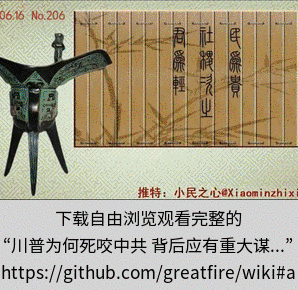 06.16 No.206
民為貴
社稷次之
君為輕
推特：小民之心@Xiaominzhixi
下载自由浏览观看完整的
“川普为何死咬中共 背后应有重大谋...”
https://github.com/greatfire/wiki#a